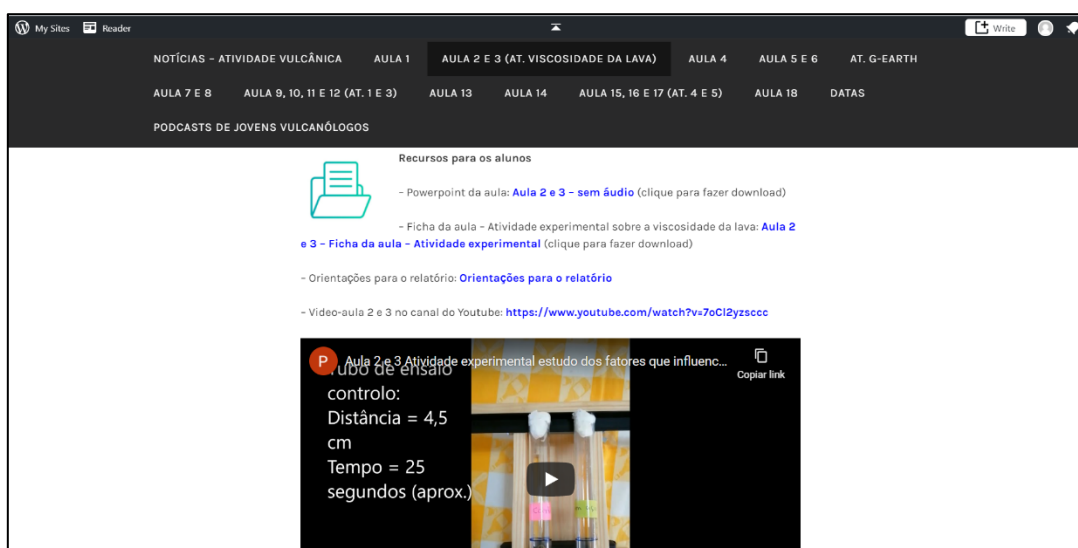 My Sites Reader Write
NOTÍCIAS – ATIVIDADE VULCÂNICA AULA 1 AULA 2 E 3 (AT. VISCOSIDADE DA LAVA) AULA 4 AULA 5 E 6 AT. G-EARTH
AULA 7 E 8 AULA 9, 10, 11 E 12 (AT. 1 E 3) AULA 13 AULA 14 AULA 15, 16 E 17 (AT. 4 E 5) AULA 18 DATAS
PODCASTS DE JOVENS VULCANÓLOGOS
Recursos para os alunos
– Powerpoint da aula: Aula 2 e 3 – sem áudio (clique para fazer download)
– Ficha da aula – Atividade experimental sobre a viscosidade da lava: Aula 2
e 3 – Ficha da aula – Atividade experimental (clique para fazer download)
– Orientações para o relatório: Orientações para o relatório
– Video-aula 2 e 3 no canal do Youtube: https://www.youtube.com/watch?v=7oCl2yzsccc
P Aula 2 e 3 Atividade experimental estudo dos fatores que influenc...
Copiar link
Tubo de ensaio
controlo:
Distância = 4,5
cm
Tempo = 25
segundos (aprox.)